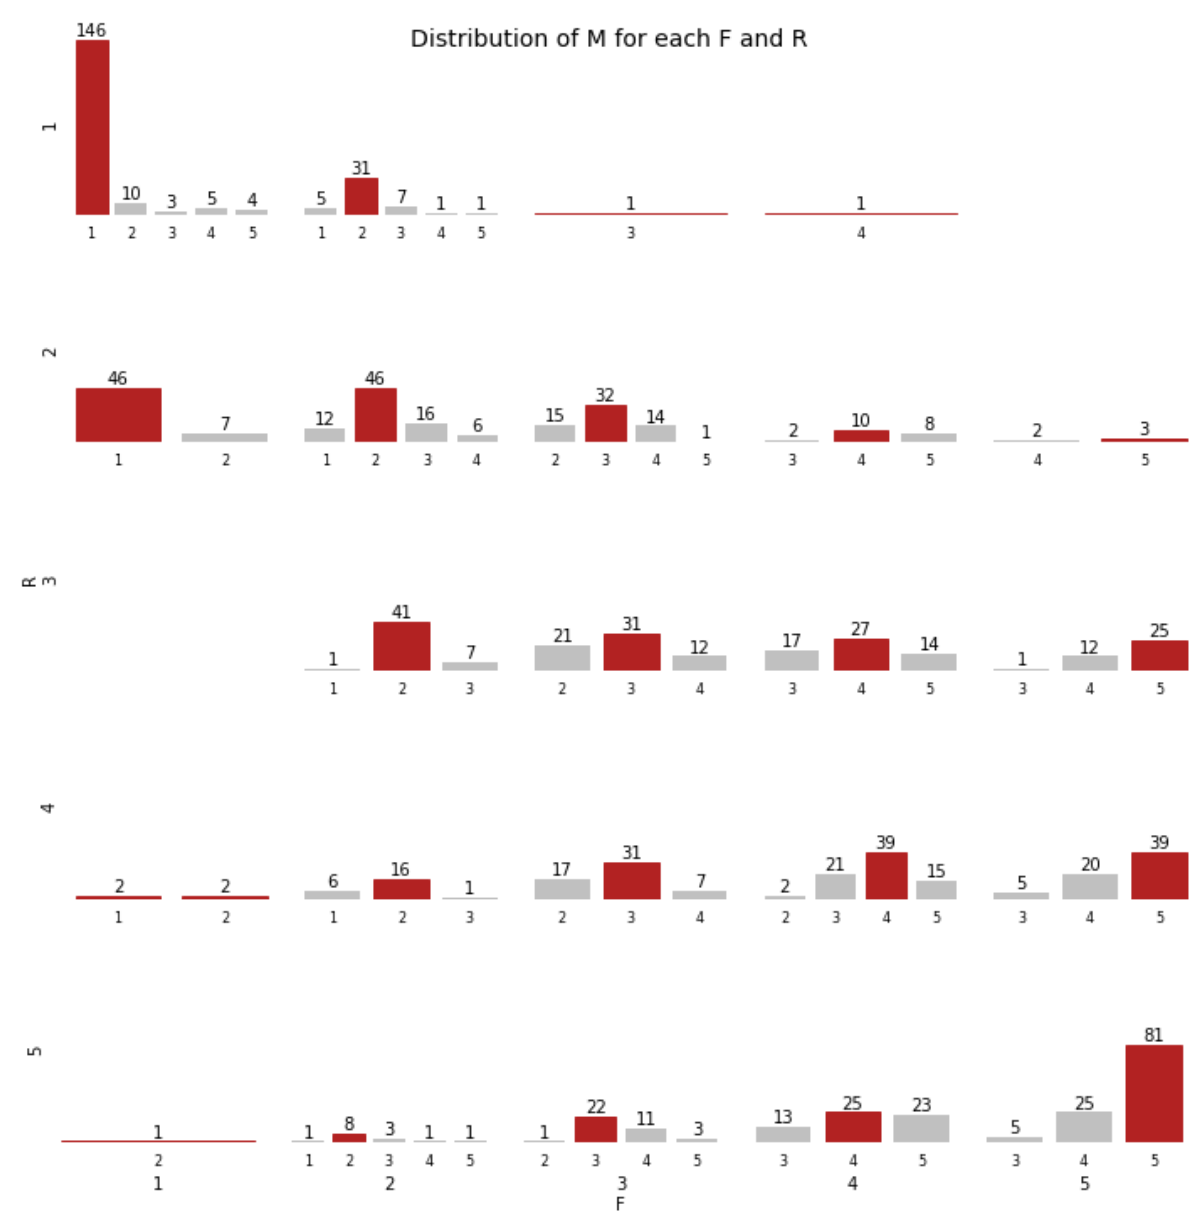 Distribution of M for each F and R
146
10 3 5 4 5 31 7 1 1 1 1
1
1 2 3 4 5 1 2 3 4 5 3 4
2
46 7 12 46 16 6 15 32 14 1 2 10 8 2 3
1 2 1 2 3 4 2 3 4 5 3 4 5 4 5
R
3
1 41 7 21 31 12 17 27 14 1 12 25
1 2 3 2 3 4 3 4 5 3 4 5
4
2 2 6 16 1 17 31 7 2 21 39 15 5 20 39
1 2 1 2 3 2 3 4 2 3 4 5 3 4 5
5
1 1 8 3 1 1 1 22 11 3 13 25 23 5 25 81
2 1 2 3 4 5 2 3 4 5 3 4 5 3 4 5
1 2 3 4 5
F